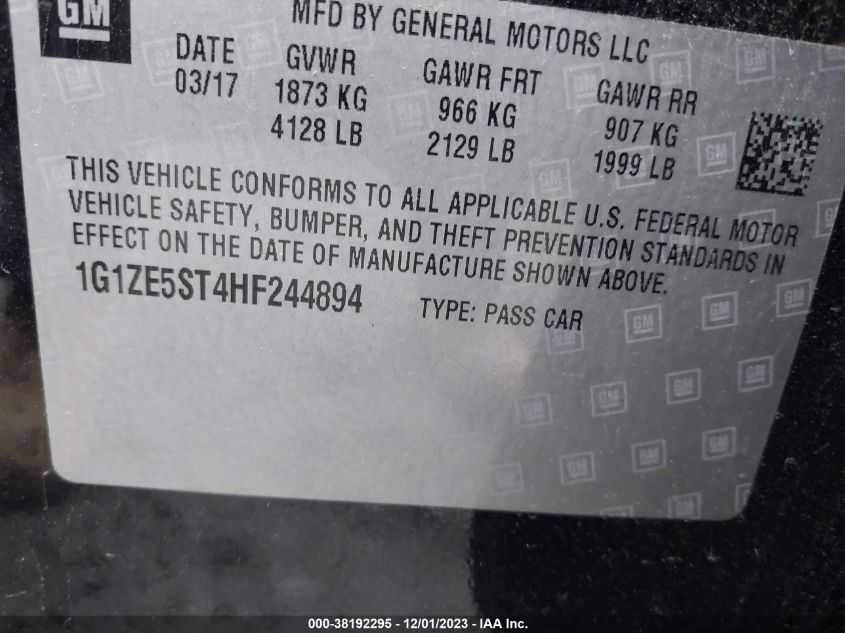 GM
MFD BY GENERAL MOTORS LLC
DATE GVWR GAWR FRT GAWR RR
03/17 1873 KG 966 KG 907 KG
4128 LB 2129 LB 1999 LB
THIS VEHICLE CONFORMS TO ALL APPLICABLE U.S. FEDERAL MOTOR
VEHICLE SAFETY, BUMPER, AND THEFT PREVENTION STANDARDS IN
EFFECT ON THE DATE OF MANUFACTURE SHOWN ABOVE.
1G1ZE5ST4HF244894 TYPE: PASS CAR
000-38192295 - 12/01/2023 - IAA Inc.